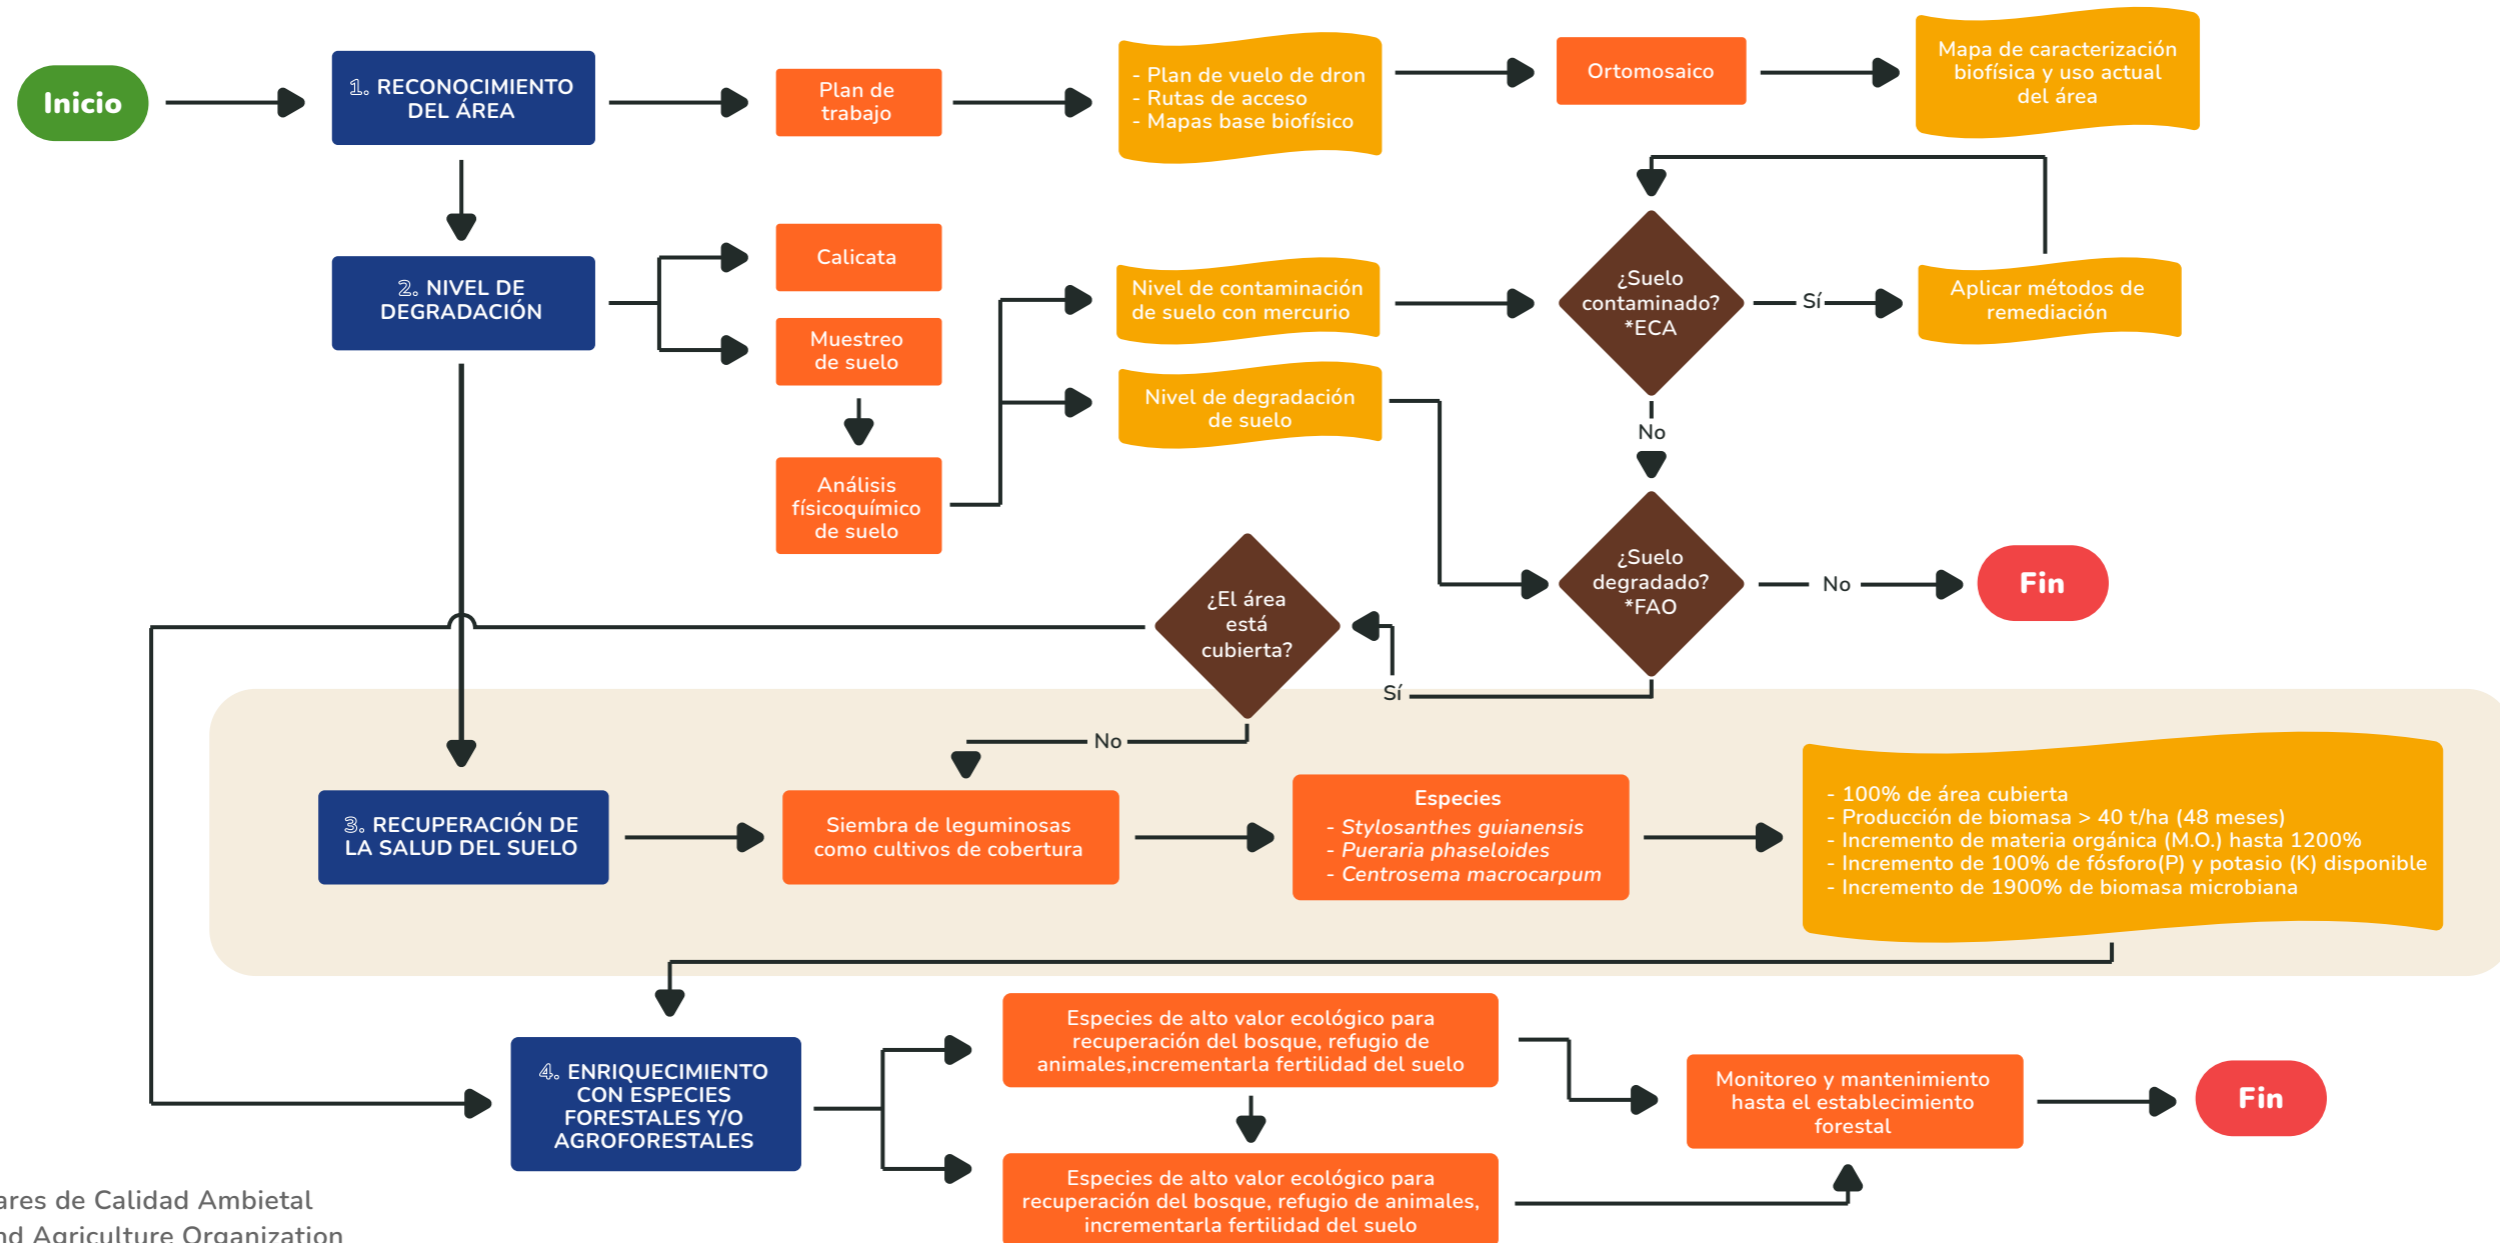 Inicio
1. RECONOCIMIENTO
DEL ÁREA
Plan de
trabajo
- Plan de vuelo de dron
- Rutas de acceso
- Mapas base biofísico
Ortomosaico
Mapa de caracterización
biofísica y uso actual
del área
2. NIVEL DE
DEGRADACIÓN
Calicata
Muestreo
de suelo
Análisis
físicoquímico
de suelo
Nivel de contaminación
de suelo con mercurio
Nivel de degradación
de suelo
¿Suelo
contaminado?
*ECA
Sí
Aplicar métodos de
remediación
No
¿Suelo
degradado?
*FAO
No
Fin
Sí
¿El área
está
cubierta?
No
3. RECUPERACIÓN DE
LA SALUD DEL SUELO
Siembra de leguminosas
como cultivos de cobertura
Especies
- Stylosanthes guianensis
- Pueraria phaseloides
- Centrosema macrocarpum
- 100% de área cubierta
- Producción de biomasa > 40 t/ha (48 meses)
- Incremento de materia orgánica (M.O.) hasta 1200%
- Incremento de 100% de fósforo(P) y potasio (K) disponible
- Incremento de 1900% de biomasa microbiana
4. ENRIQUECIMIENTO
CON ESPECIES
FORESTALES Y/O
AGROFORESTALES
Especies de alto valor ecológico para
recuperación del bosque, refugio de
animales,incrementarla fertilidad del suelo
Especies de alto valor ecológico para
recuperación del bosque, refugio de animales,
incrementarla fertilidad del suelo
Monitoreo y mantenimiento
hasta el establecimiento
forestal
Fin
de Calidad Ambietal
Agriculture Organization